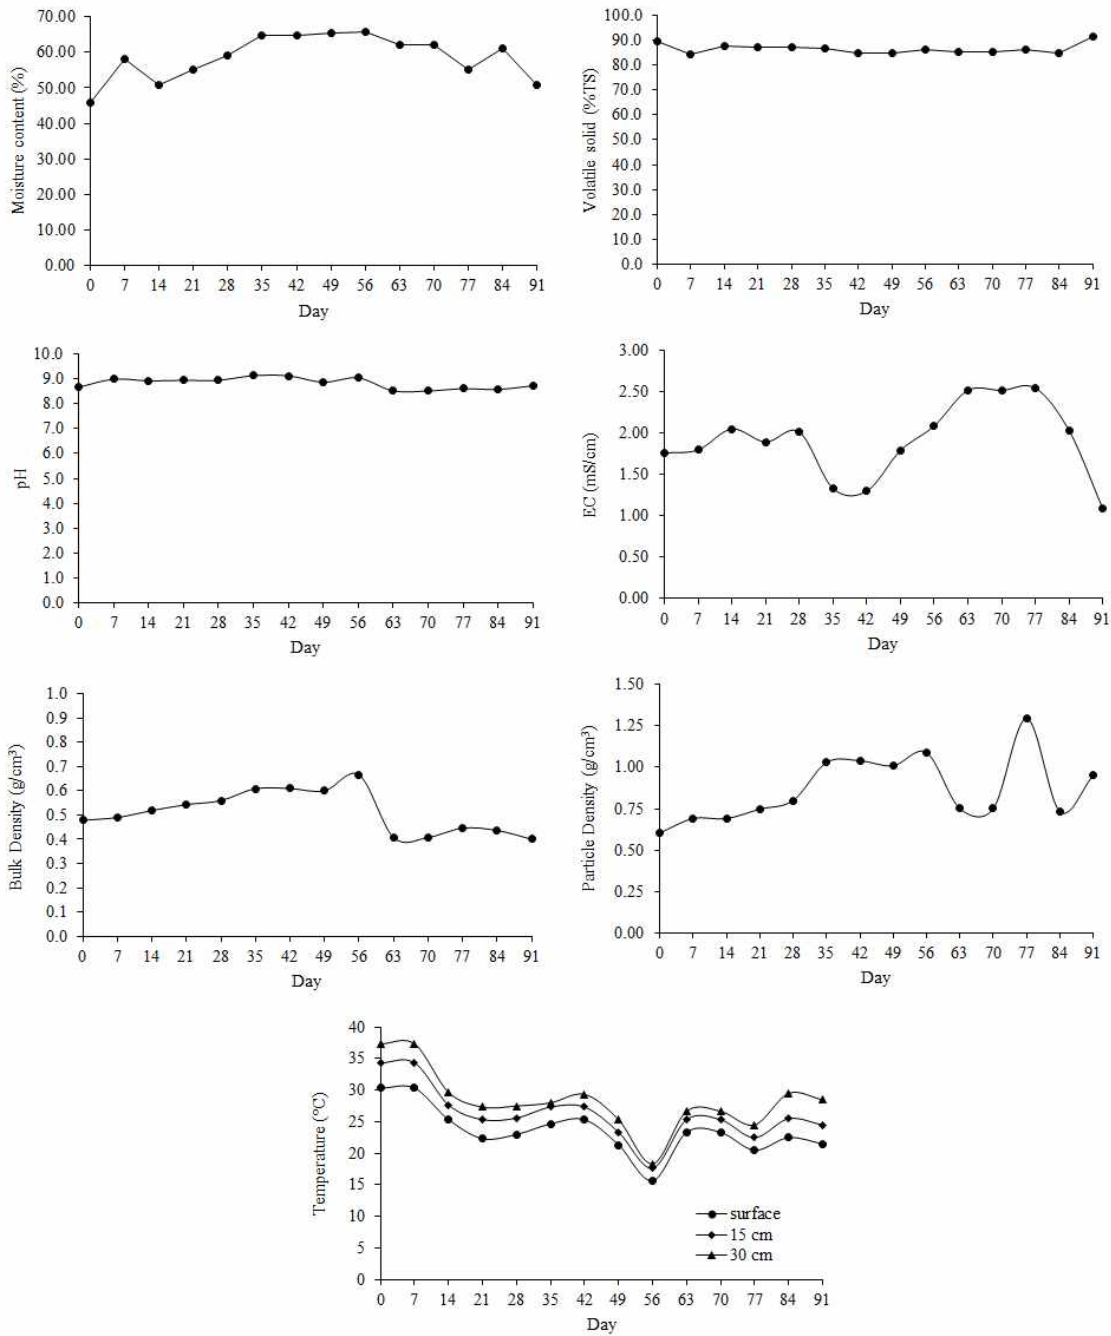 70.00
60.00
50.00
40.00
30.00
20.00
10.00
0.00
Moisture content (%)
0 7 14 21 28 35 42 49 56 63 70 77 84 91
Day
100.0
90.0
80.0
70.0
60.0
50.0
40.0
30.0
20.0
10.0
0.0
Volatile solid (%TS)
0 7 14 21 28 35 42 49 56 63 70 77 84 91
Day
10.0
9.0
8.0
7.0
6.0
5.0
4.0
3.0
2.0
1.0
0.0
pH
0 7 14 21 28 35 42 49 56 63 70 77 84 91
Day
3.00
2.50
2.00
1.50
1.00
0.50
0.00
EC (mS/cm)
0 7 14 21 28 35 42 49 56 63 70 77 84 91
Day
1.0
0.9
0.8
0.7
0.6
0.5
0.4
0.3
0.2
0.1
0.0
Bulk Density (g/cm³)
0 7 14 21 28 35 42 49 56 63 70 77 84 91
Day
1.50
1.25
1.00
0.75
0.50
0.25
0.00
Particle Density (g/cm³)
0 7 14 21 28 35 42 49 56 63 70 77 84 91
Day
40
35
30
25
20
15
10
5
0
Temperature (°C)
surface
15 cm
30 cm
0 7 14 21 28 35 42 49 56 63 70 77 84 91
Day